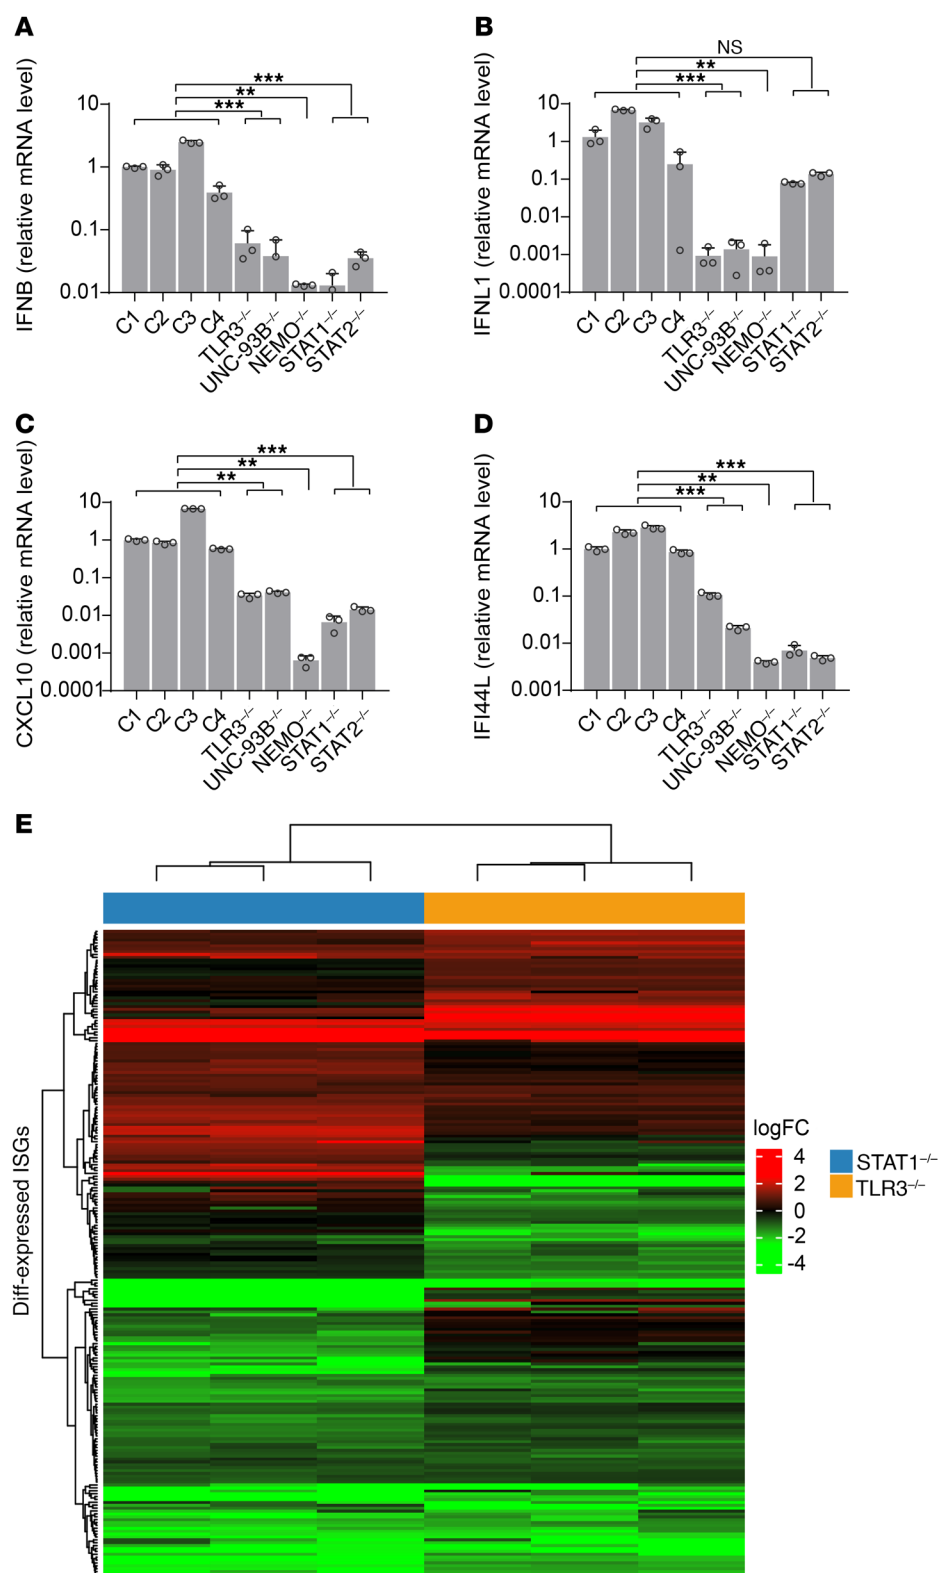 A
IFNB (relative mRNA level)
***
**
***
10
1
0.1
0.01
C1
C2
C3
C4
TLR3–/–
UNC-93B–/–
NEMO–/–
STAT1–/–
STAT2–/–
B
IFNL1 (relative mRNA level)
NS
**
***
10
1
0.1
0.01
0.001
0.0001
C1
C2
C3
C4
TLR3–/–
UNC-93B–/–
NEMO–/–
STAT1–/–
STAT2–/–
C
CXCL10 (relative mRNA level)
***
**
**
10
1
0.1
0.01
0.001
0.0001
C1
C2
C3
C4
TLR3–/–
UNC-93B–/–
NEMO–/–
STAT1–/–
STAT2–/–
D
IFI44L (relative mRNA level)
***
**
***
10
1
0.1
0.01
0.001
C1
C2
C3
C4
TLR3–/–
UNC-93B–/–
NEMO–/–
STAT1–/–
STAT2–/–
E
Diff-expressed ISGs
logFC
4
2
0
-2
-4
STAT1–/–
TLR3–/–